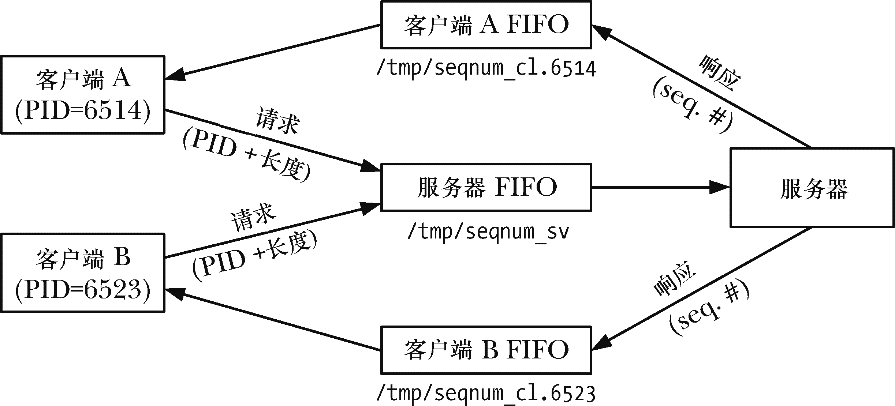 客户端 A FIFO
/tmp/seqnum_cl.6514
客户端 A
(PID=6514)
响应
(seq. #)
请求
(PID +长度)
服务器 FIFO
/tmp/seqnum_sv
服务器
请求
(PID +长度)
客户端 B
(PID=6523)
响应
(seq. #)
客户端 B FIFO
/tmp/seqnum_cl.6523